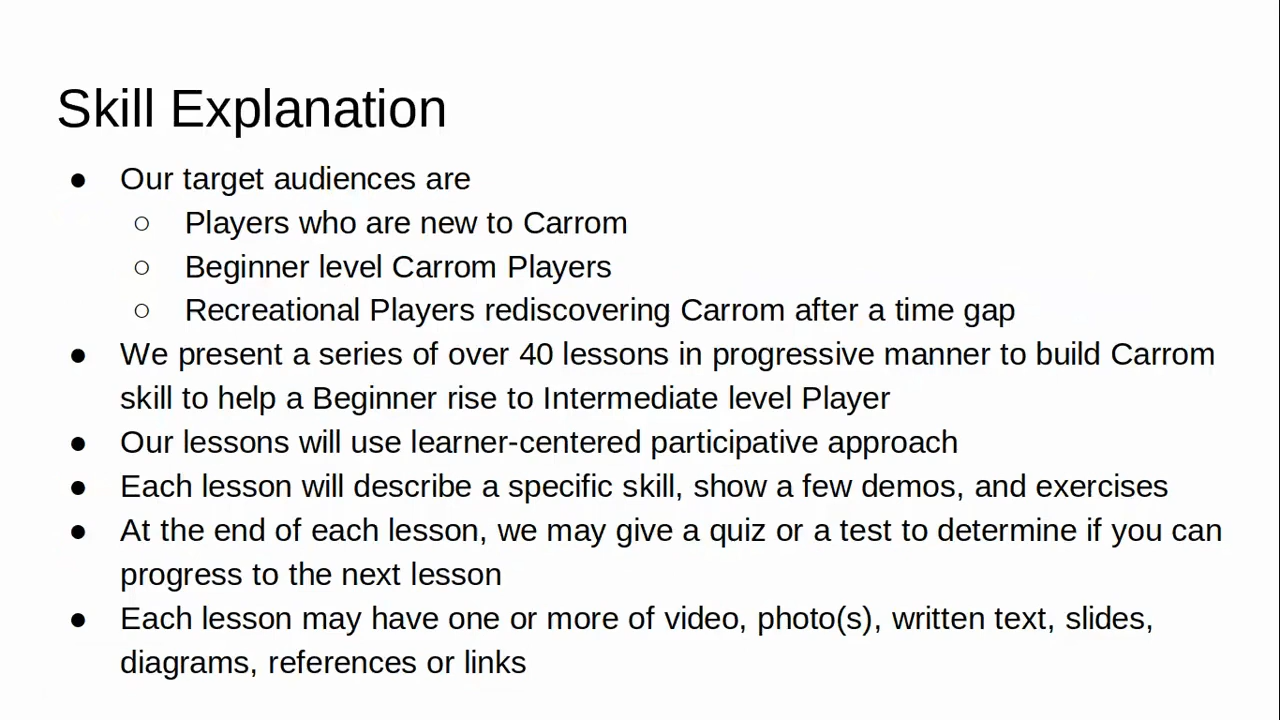 Skill Explanation
● Our target audiences are
○ Players who are new to Carrom
○ Beginner level Carrom Players
○ Recreational Players rediscovering Carrom after a time gap
● We present a series of over 40 lessons in progressive manner to build Carrom
skill to help a Beginner rise to Intermediate level Player
● Our lessons will use learner-centered participative approach
● Each lesson will describe a specific skill, show a few demos, and exercises
● At the end of each lesson, we may give a quiz or a test to determine if you can
progress to the next lesson
● Each lesson may have one or more of video, photo(s), written text, slides,
diagrams, references or links